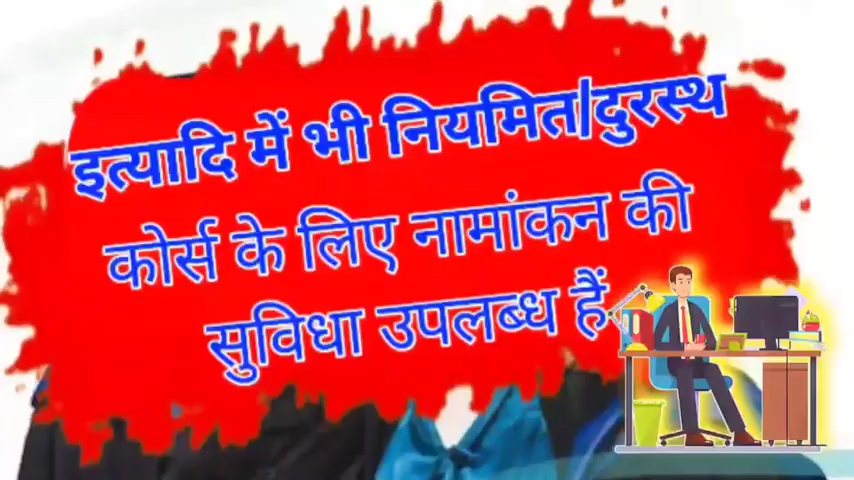 इत्यादि में भी नियमित/दुरस्थ
कोर्स के लिए नामांकन की
सुविधा उपलब्ध हैं